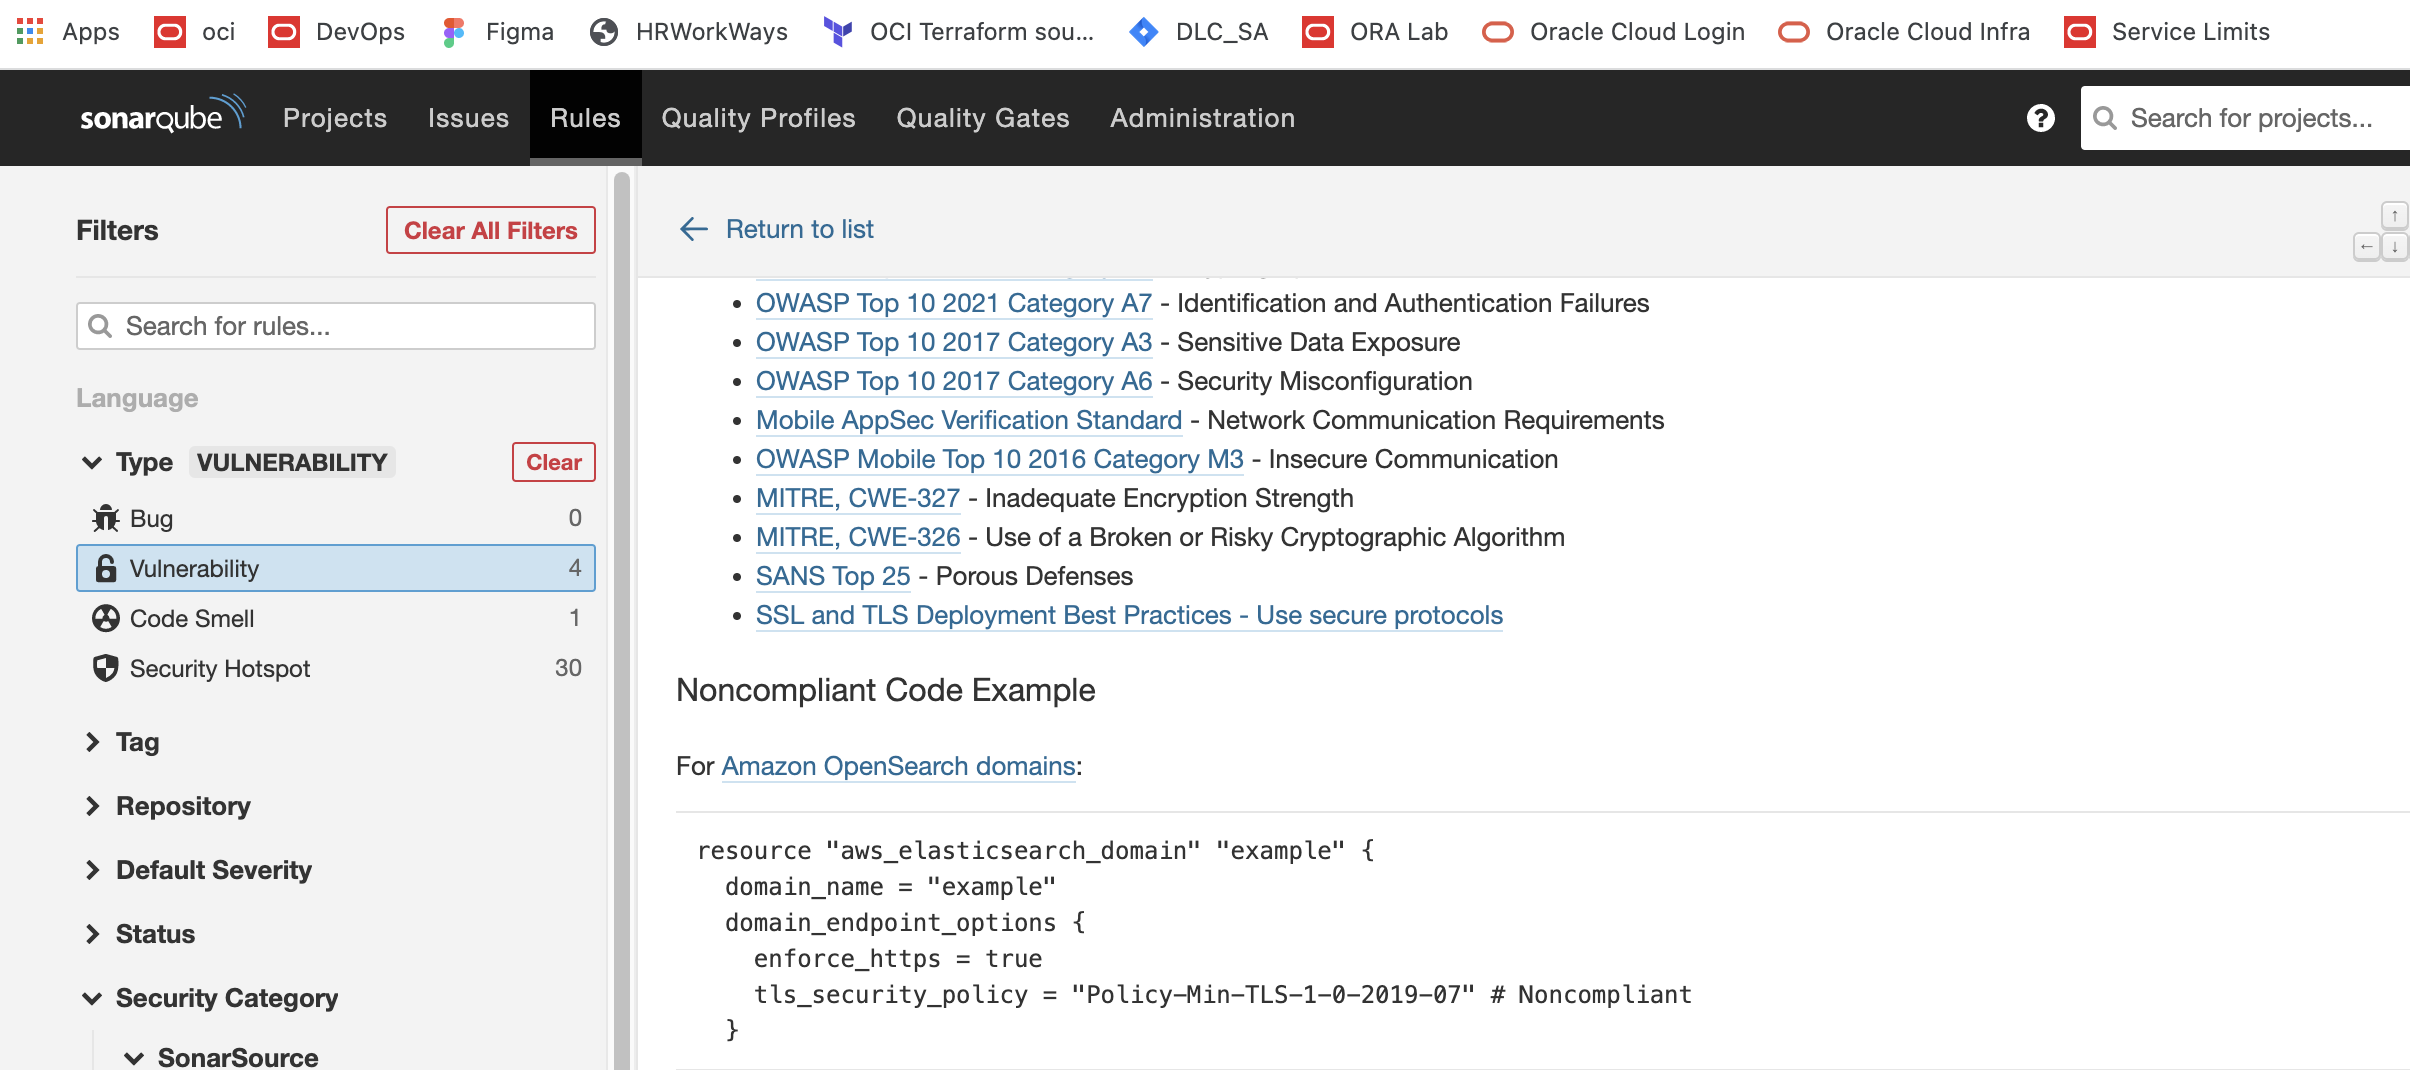 Apps oci DevOps Figma HRWorkWays OCI Terraform sou... DLC_SA ORA Lab Oracle Cloud Login Oracle Cloud Infra Service Limits
sonarqube Projects Issues Rules Quality Profiles Quality Gates Administration ? Search for projects...
Filters Clear All Filters
Search for rules...
Language
Type VULNERABILITY Clear
Bug 0
Vulnerability 4
Code Smell 1
Security Hotspot 30
Tag
Repository
Default Severity
Status
Security Category
SonarSource
← Return to list
↑
← ↓
• OWASP Top 10 2021 Category A7 - Identification and Authentication Failures
• OWASP Top 10 2017 Category A3 - Sensitive Data Exposure
• OWASP Top 10 2017 Category A6 - Security Misconfiguration
• Mobile AppSec Verification Standard - Network Communication Requirements
• OWASP Mobile Top 10 2016 Category M3 - Insecure Communication
• MITRE, CWE-327 - Inadequate Encryption Strength
• MITRE, CWE-326 - Use of a Broken or Risky Cryptographic Algorithm
• SANS Top 25 - Porous Defenses
• SSL and TLS Deployment Best Practices - Use secure protocols
Noncompliant Code Example
For Amazon OpenSearch domains:
resource "aws_elasticsearch_domain" "example" {
domain_name = "example"
domain_endpoint_options {
enforce_https = true
tls_security_policy = "Policy-Min-TLS-1-0-2019-07" # Noncompliant
}